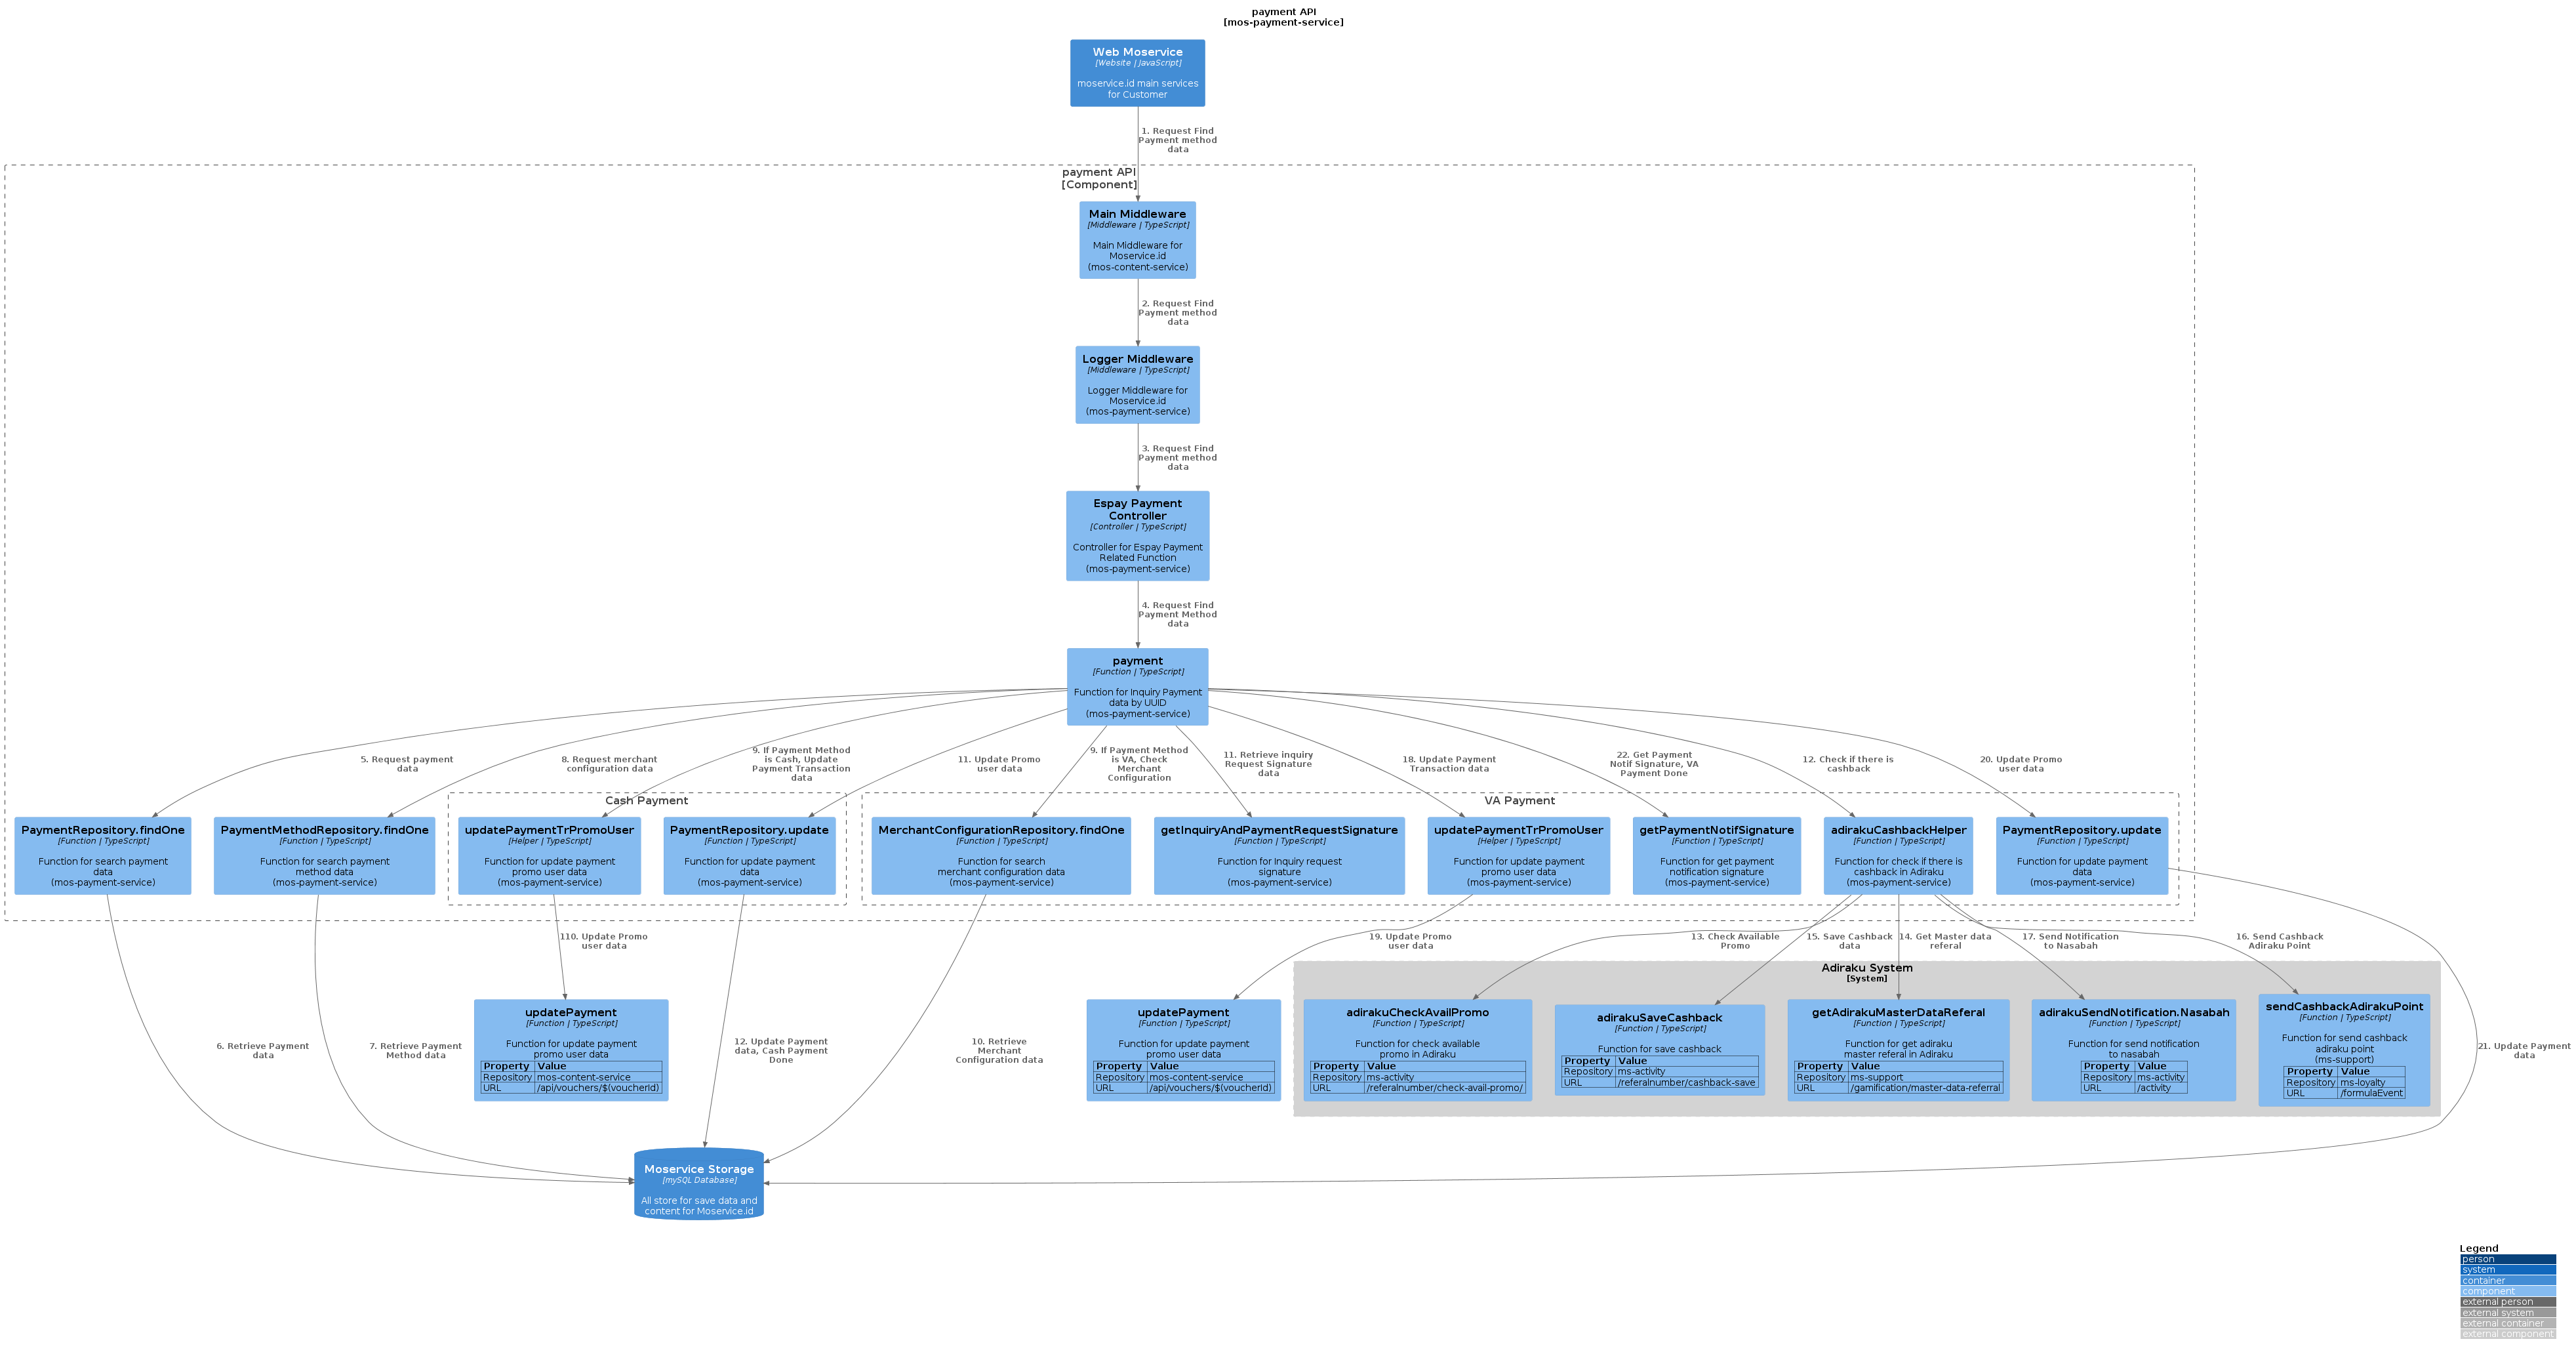 payment API
[mos-payment-service]
Web Moservice
[Website | JavaScript]
moservice.id main services
for Customer
1. Request Find
Payment method
data
payment API
[Component]
Main Middleware
[Middleware | TypeScript]
Main Middleware for
Moservice.id
(mos-content-service)
2. Request Find
Payment method
data
Logger Middleware
[Middleware | TypeScript]
Logger Middleware for
Moservice.id
(mos-payment-service)
3. Request Find
Payment method
data
Espay Payment
Controller
[Controller | TypeScript]
Controller for Espay Payment
Related Function
(mos-payment-service)
4. Request Find
Payment Method
data
payment
[Function | TypeScript]
Function for Inquiry Payment
data by UUID
(mos-payment-service)
5. Request payment
data
8. Request merchant
configuration data
9. If Payment Method
is Cash, Update
Payment Transaction
data
11. Update Promo
user data
9. If Payment Method
is VA, Check
Merchant
Configuration
11. Retrieve inquiry
Request Signature
data
18. Update Payment
Transaction data
22. Get Payment
Notif Signature, VA
Payment Done
12. Check if there is
cashback
20. Update Promo
user data
Cash Payment
VA Payment
PaymentRepository.findOne
[Function | TypeScript]
Function for search payment
data
(mos-payment-service)
PaymentMethodRepository.findOne
[Function | TypeScript]
Function for search payment
method data
(mos-payment-service)
updatePaymentTrPromoUser
[Helper | TypeScript]
Function for update payment
promo user data
(mos-payment-service)
PaymentRepository.update
[Function | TypeScript]
Function for update payment
data
(mos-payment-service)
MerchantConfigurationRepository.findOne
[Function | TypeScript]
Function for search
merchant configuration data
(mos-payment-service)
getInquiryAndPaymentRequestSignature
[Function | TypeScript]
Function for Inquiry request
signature
(mos-payment-service)
updatePaymentTrPromoUser
[Helper | TypeScript]
Function for update payment
promo user data
(mos-payment-service)
getPaymentNotifSignature
[Function | TypeScript]
Function for get payment
notification signature
(mos-payment-service)
adirakuCashbackHelper
[Function | TypeScript]
Function for check if there is
cashback in Adiraku
(mos-payment-service)
PaymentRepository.update
[Function | TypeScript]
Function for update payment
data
(mos-payment-service)
110. Update Promo
user data
19. Update Promo
user data
13. Check Available
Promo
15. Save Cashback
data
14. Get Master data
referal
17. Send Notification
to Nasabah
16. Send Cashback
Adiraku Point
Adiraku System
[System]
updatePayment
[Function | TypeScript]
Function for update payment
promo user data
Property Value
Repository mos-content-service
URL /api/vouchers/$(voucherId)
updatePayment
[Function | TypeScript]
Function for update payment
promo user data
Property Value
Repository mos-content-service
URL /api/vouchers/$(voucherId)
adirakuCheckAvailPromo
[Function | TypeScript]
Function for check available
promo in Adiraku
Property Value
Repository ms-activity
URL /referalnumber/check-avail-promo/
adirakuSaveCashback
[Function | TypeScript]
Function for save cashback
Property Value
Repository ms-activity
URL /referalnumber/cashback-save
getAdirakuMasterDataReferal
[Function | TypeScript]
Function for get adiraku
master referal in Adiraku
Property Value
Repository ms-support
URL /gamification/master-data-referral
adirakuSendNotification.Nasabah
[Function | TypeScript]
Function for send notification
to nasabah
Property Value
Repository ms-activity
URL /activity
sendCashbackAdirakuPoint
[Function | TypeScript]
Function for send cashback
adiraku point
(ms-support)
Property Value
Repository ms-loyalty
URL /formulaEvent
6. Retrieve Payment
data
7. Retrieve Payment
Method data
12. Update Payment
data, Cash Payment
Done
10. Retrieve
Merchant
Configuration data
21. Update Payment
data
Moservice Storage
[mySQL Database]
All store for save data and
content for Moservice.id
Legend
person
system
container
component
external person
external system
external container
external component